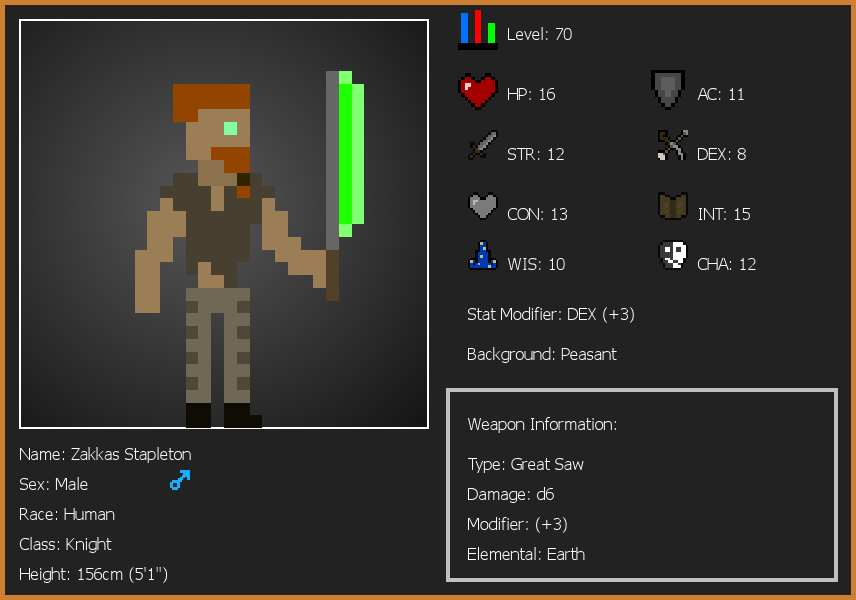 Level: 70
HP: 16
AC: 11
STR: 12
DEX: 8
CON: 13
INT: 15
WIS: 10
CHA: 12
Stat Modifier: DEX (+3)
Background: Peasant
Weapon Information:
Type: Great Saw
Damage: d6
Modifier: (+3)
Elemental: Earth
Name: Zakkas Stapleton
Sex: Male
Race: Human
Class: Knight
Height: 156cm (5'1")